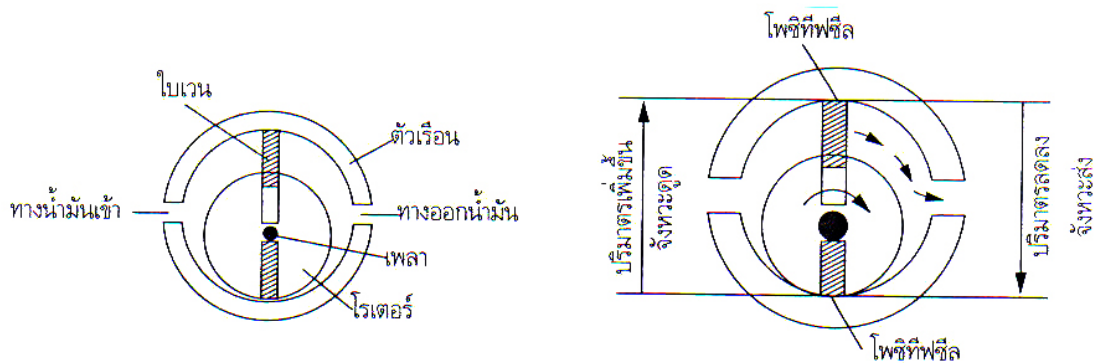 ใบเวน
ตัวเรือน
ทางน้ำมันเข้า
ทางออกน้ำมัน
เพลา
โรเตอร์
โพซิทีฟซีล
ปริมาตรเพิ่มขึ้น
จังหวะดูด
ปริมาตรลดลง
จังหวะส่ง
โพซิทีฟซีล